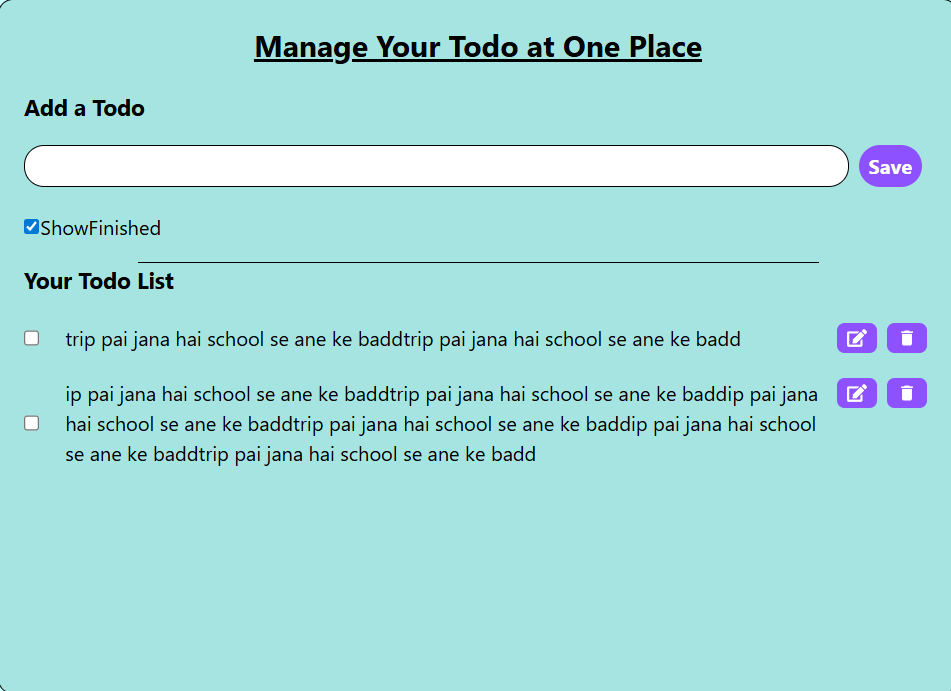 Manage Your Todo at One Place
Add a Todo
Save
ShowFinished
Your Todo List
trip pai jana hai school se ane ke baddtrip pai jana hai school se ane ke badd
ip pai jana hai school se ane ke baddtrip pai jana hai school se ane ke baddip pai jana
hai school se ane ke baddtrip pai jana hai school se ane ke baddip pai jana hai school
se ane ke baddtrip pai jana hai school se ane ke badd